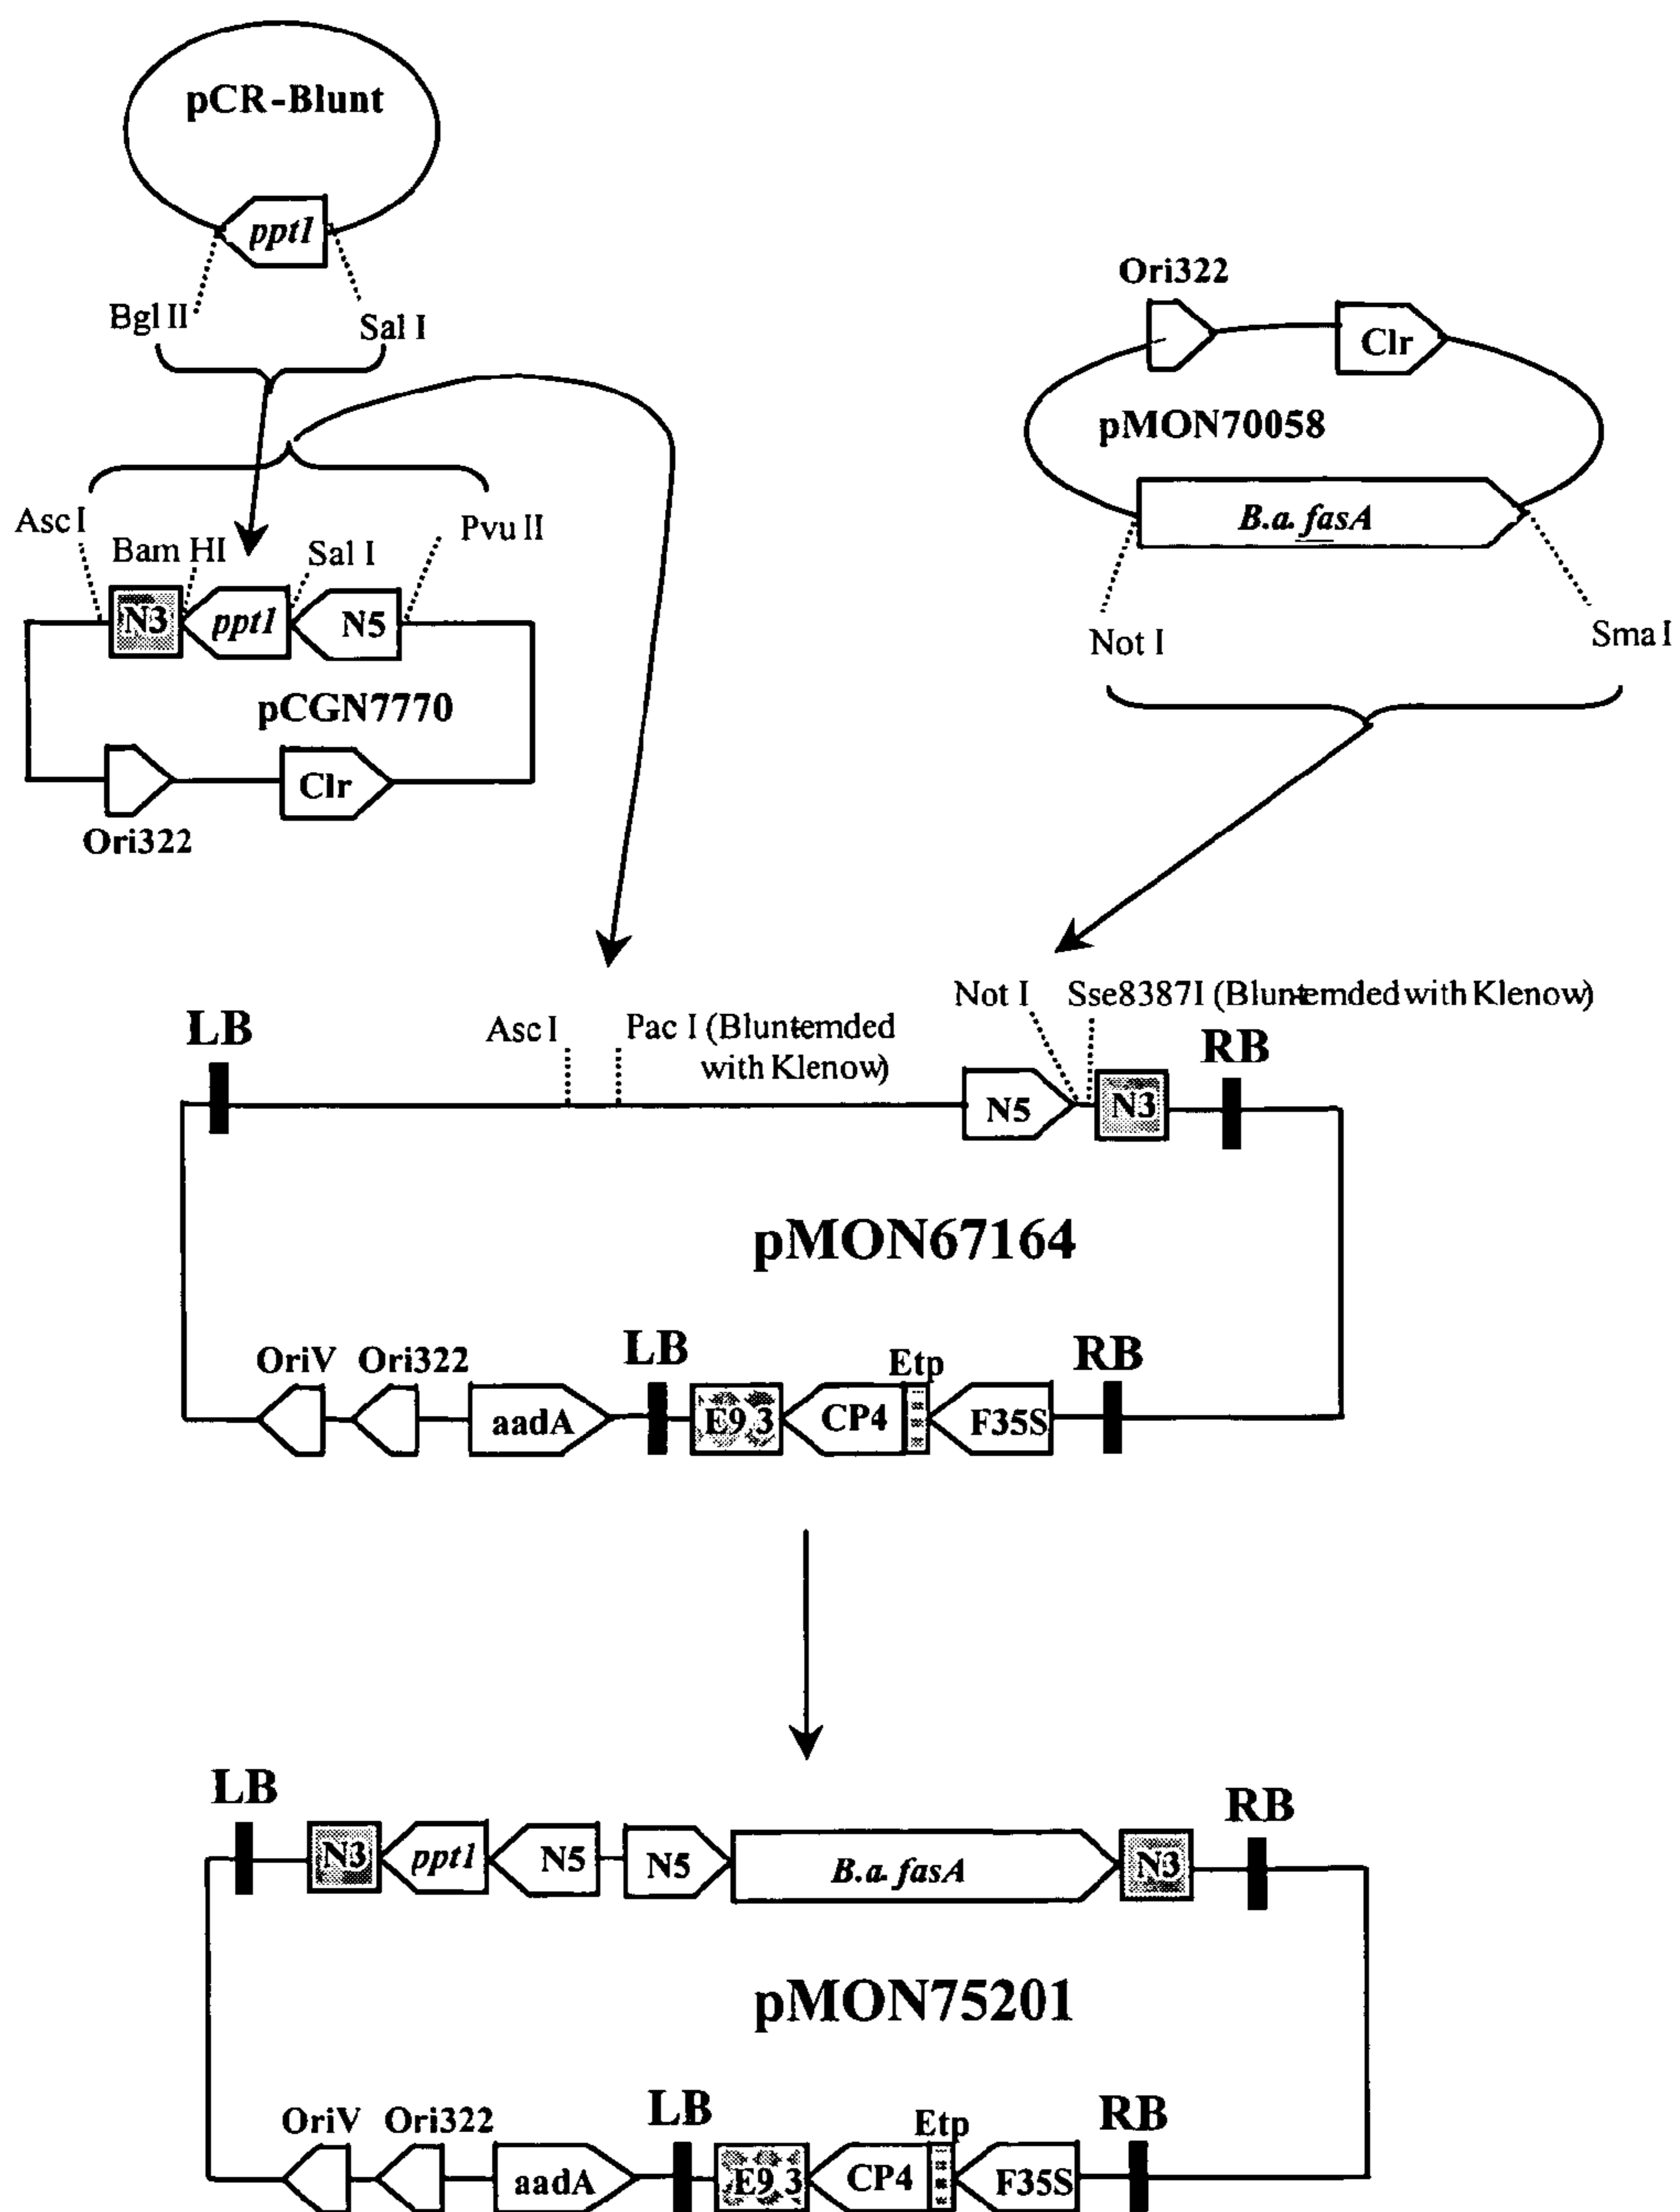 pCR-Blunt
ppt1
Bgl II
Sal I
Ori322
Clr
pMON70058
B.a. fasA
Not I
Sma I
Asc I
Bam HI
Sal I
Pvu II
N3
ppt1
N5
pCGN7770
Clr
Ori322
Not I
Sse8387I (Bluntemded with Klenow)
LB
Asc I
Pac I (Bluntemded
with Klenow)
RB
N5
N3
pMON67164
OriV
Ori322
LB
Etp
RB
aadA
E9 3
CP4
F35S
LB
RB
N3
ppt1
N5
N5
B.a. fasA
N3
pMON75201
OriV
Ori322
LB
Etp
RB
aadA
E9 3
CP4
F35S